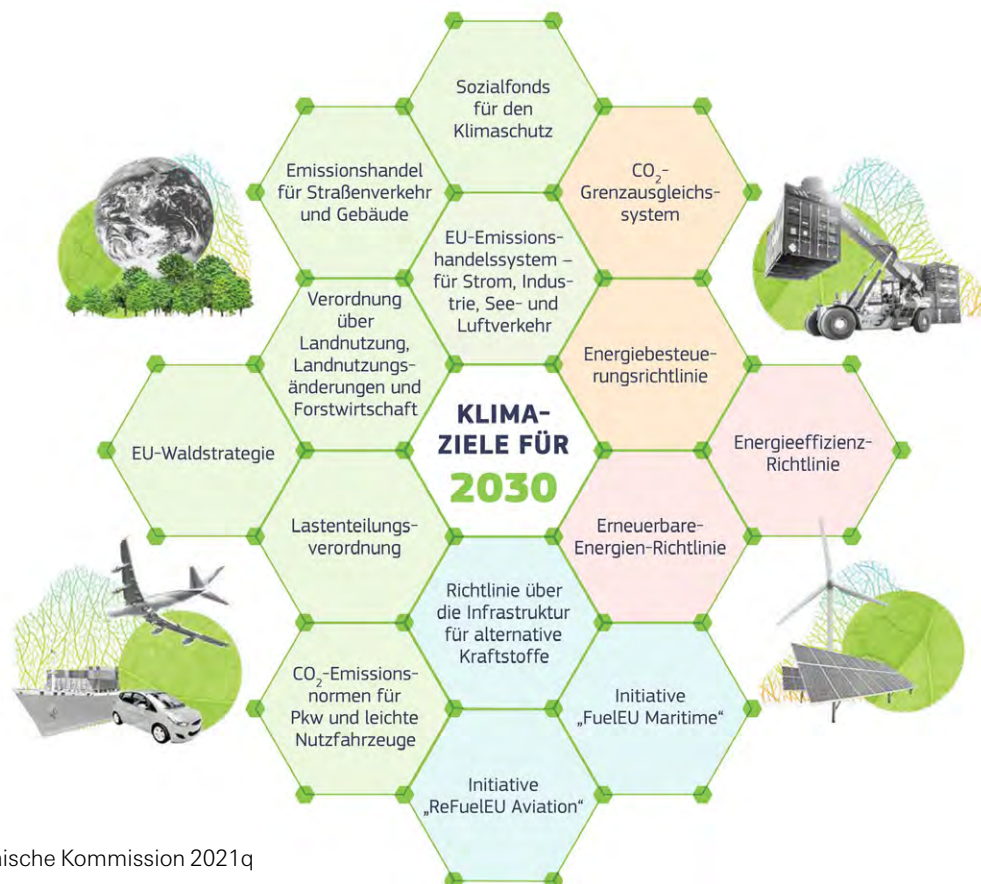 Sozialfonds
für den
Klimaschutz
Emissionshandel
für Straßenverkehr
und Gebäude
CO₂-
Grenzausgleichs-
system
EU-Emissions-
handelssystem –
für Strom, Indus-
trie, See- und
Luftverkehr
Verordnung
über
Landnutzung,
Landnutzungs-
änderungen und
Forstwirtschaft
Energiebesteue-
rungsrichtlinie
KLIMA-
ZIELE FÜR
2030
EU-Waldstrategie
Energieeffizienz-
Richtlinie
Lastenteilungs-
verordnung
Erneuerbare-
Energien-Richtlinie
Richtlinie über
die Infrastruktur
für alternative
Kraftstoffe
CO₂-Emissions-
normen für
Pkw und leichte
Nutzfahrzeuge
Initiative
„FuelEU Maritime“
Initiative
„ReFuelEU Aviation“
ische Kommission 2021q